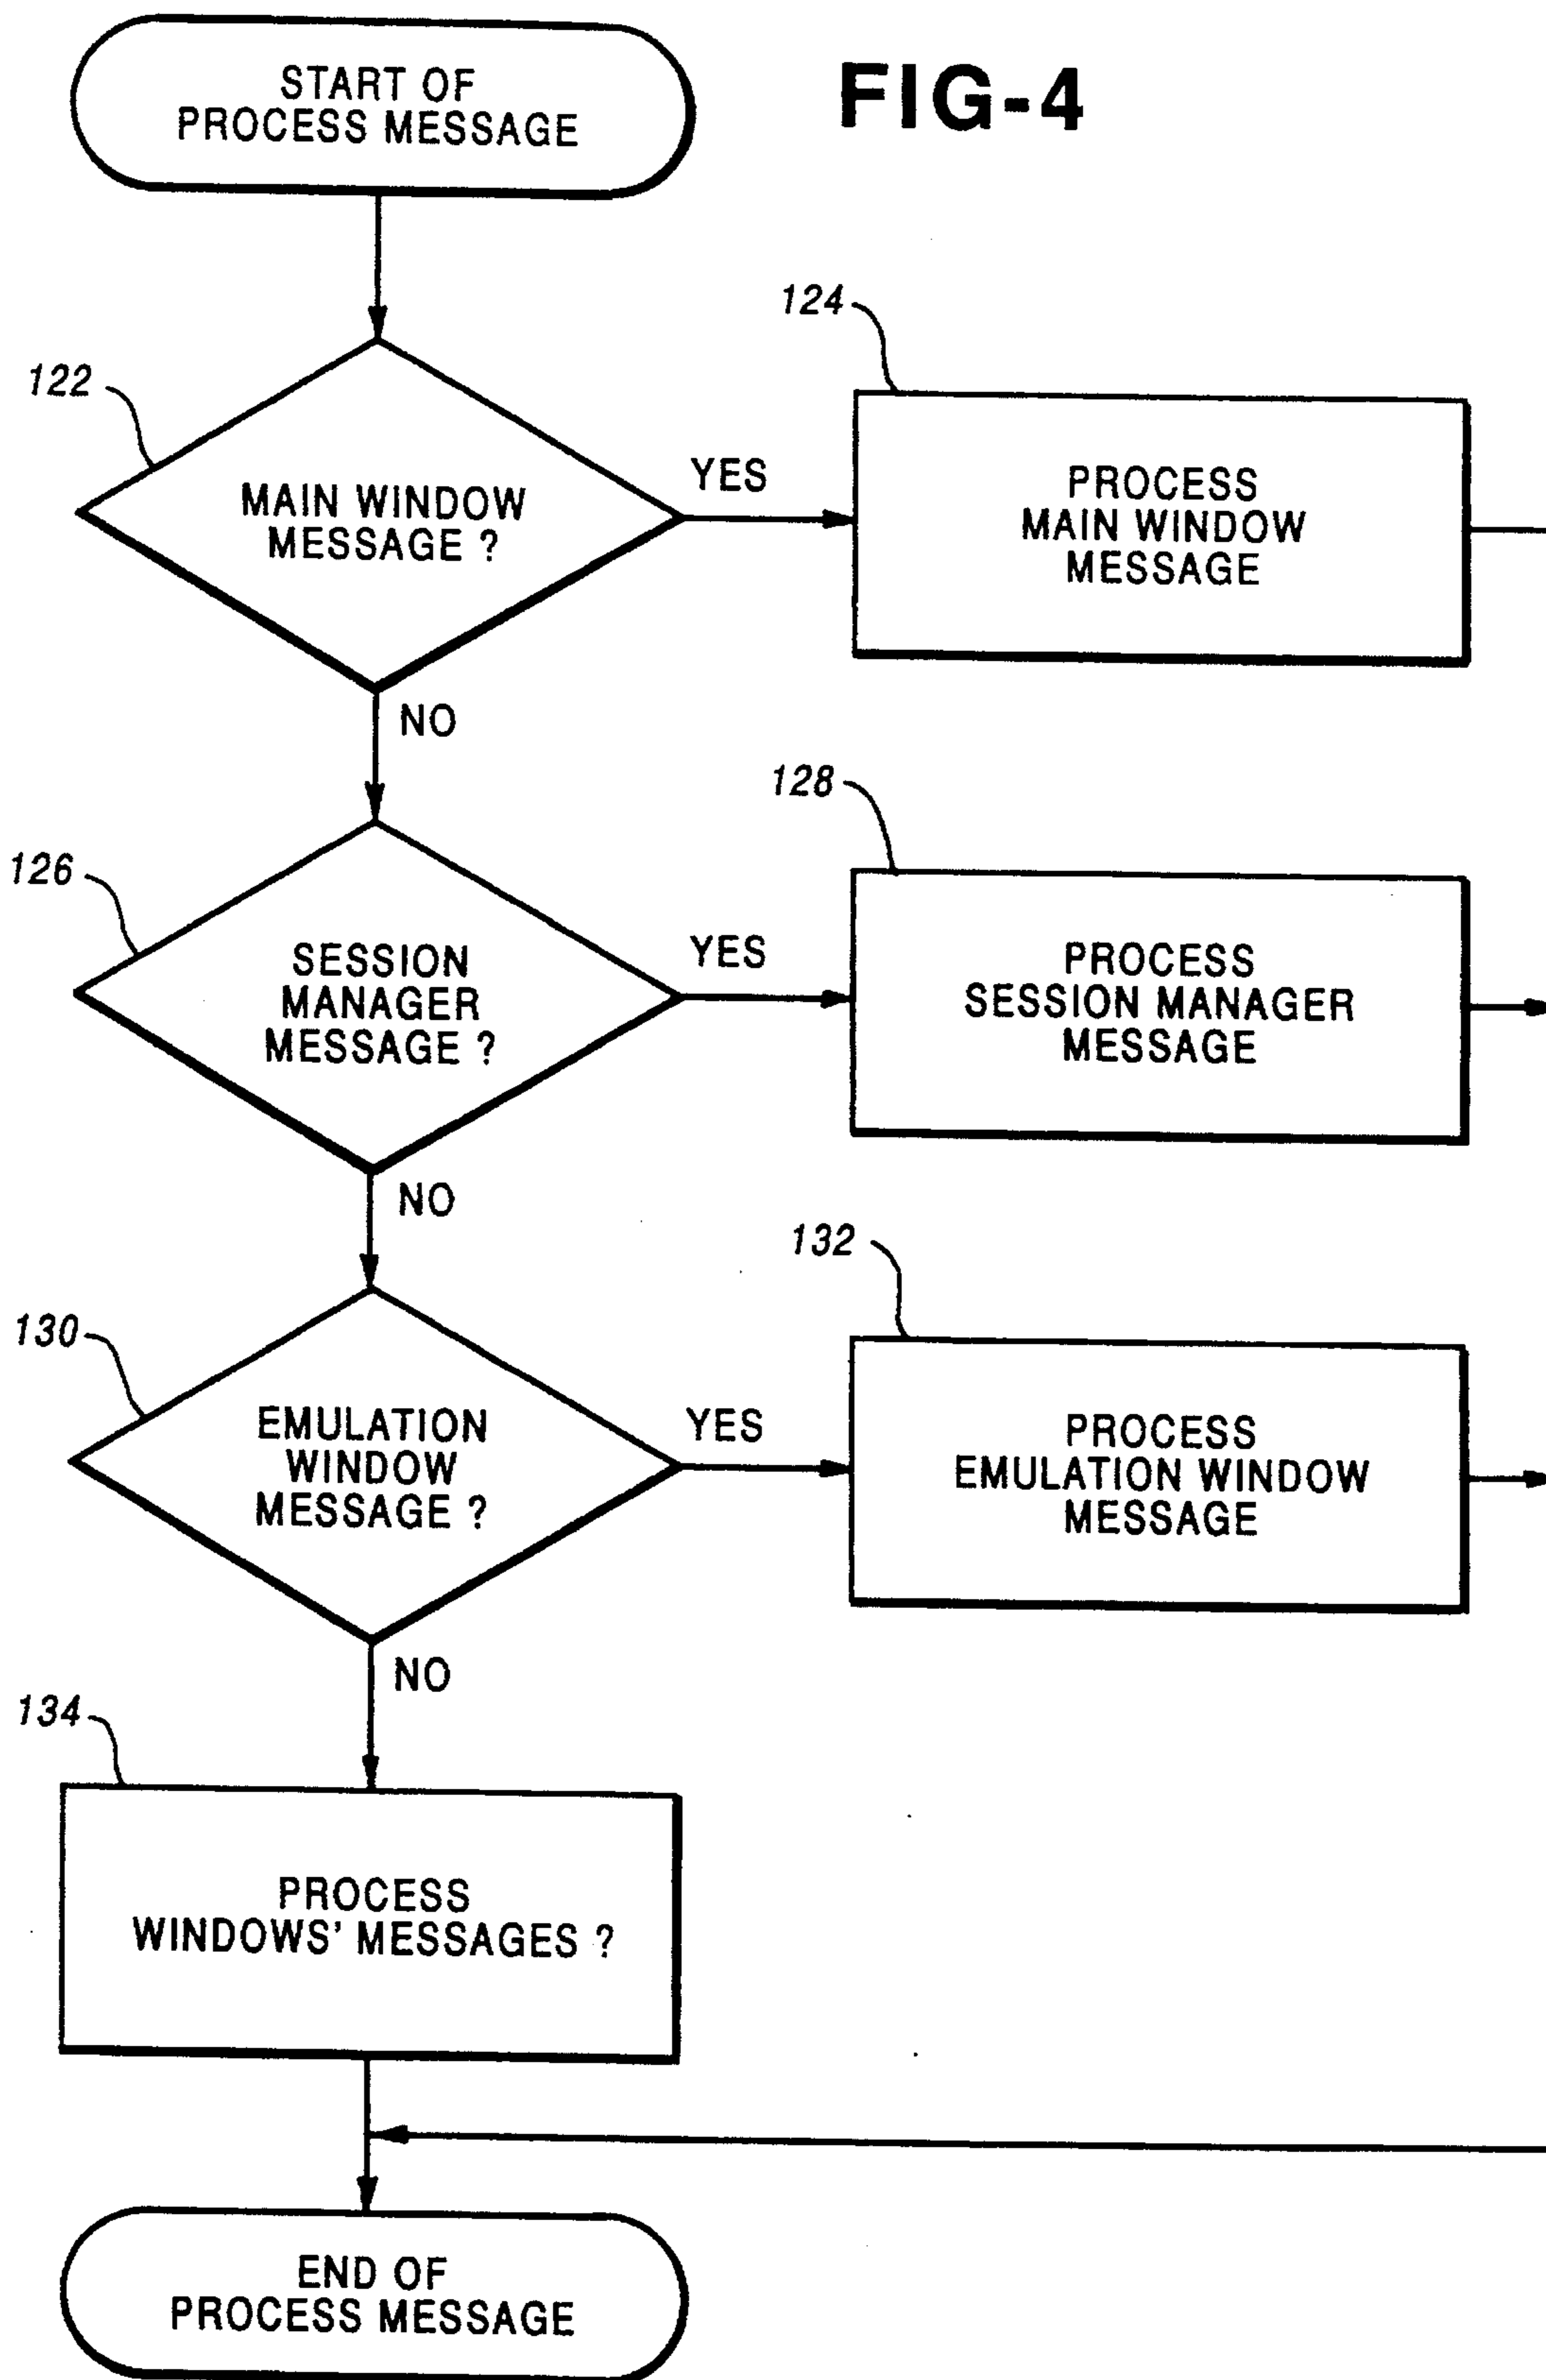 START OF
PROCESS MESSAGE
FIG-4
122
MAIN WINDOW
MESSAGE ?
YES
124
PROCESS
MAIN WINDOW
MESSAGE
NO
126
SESSION
MANAGER
MESSAGE ?
YES
128
PROCESS
SESSION MANAGER
MESSAGE
NO
130
EMULATION
WINDOW
MESSAGE ?
YES
132
PROCESS
EMULATION WINDOW
MESSAGE
NO
134
PROCESS
WINDOWS' MESSAGES ?
END OF
PROCESS MESSAGE